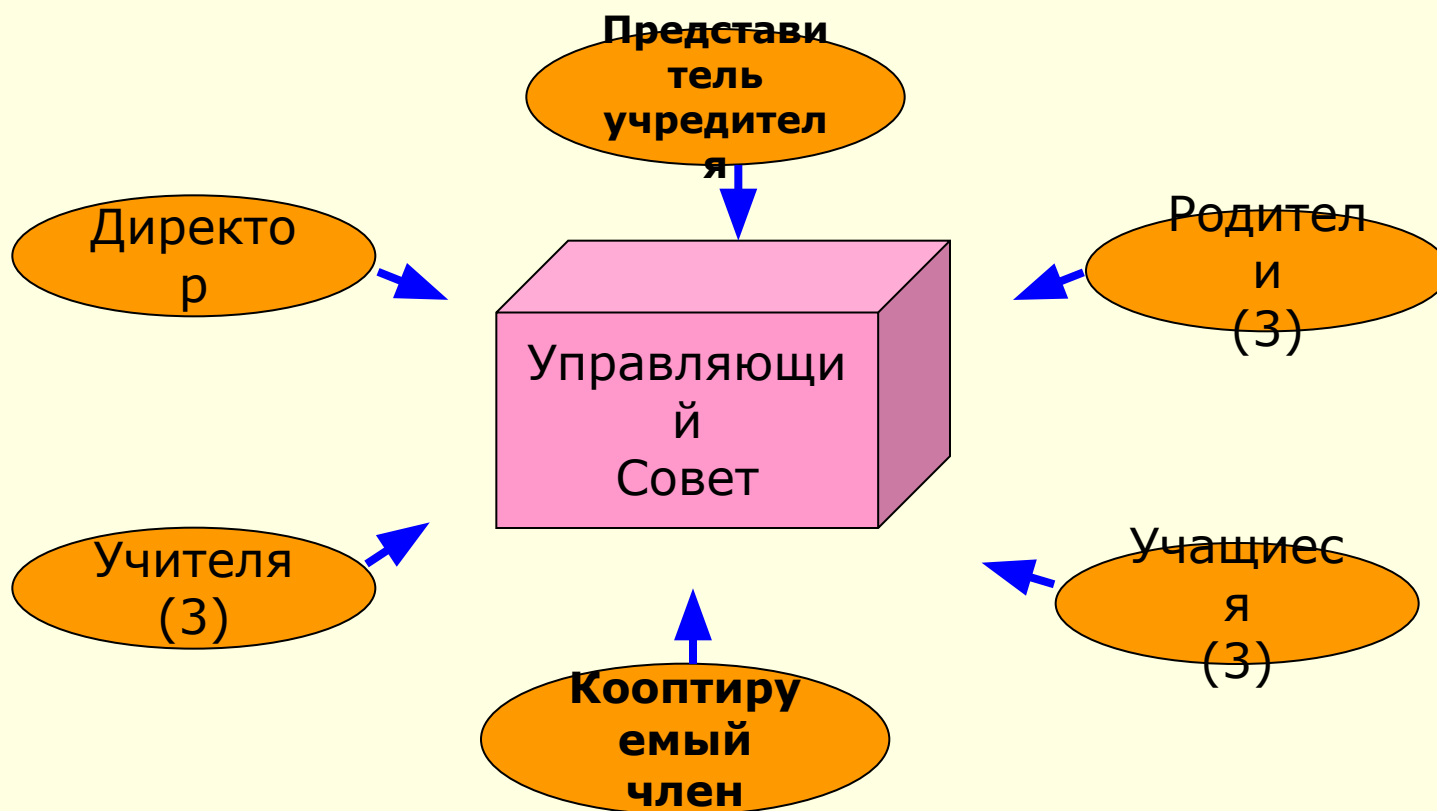 Представи
тель
учредител
я
Директо
р
Родител
и
(3)
Управляющи
й
Совет
Учителя
(3)
Учащиес
я
(3)
Кооптиру
емый
член